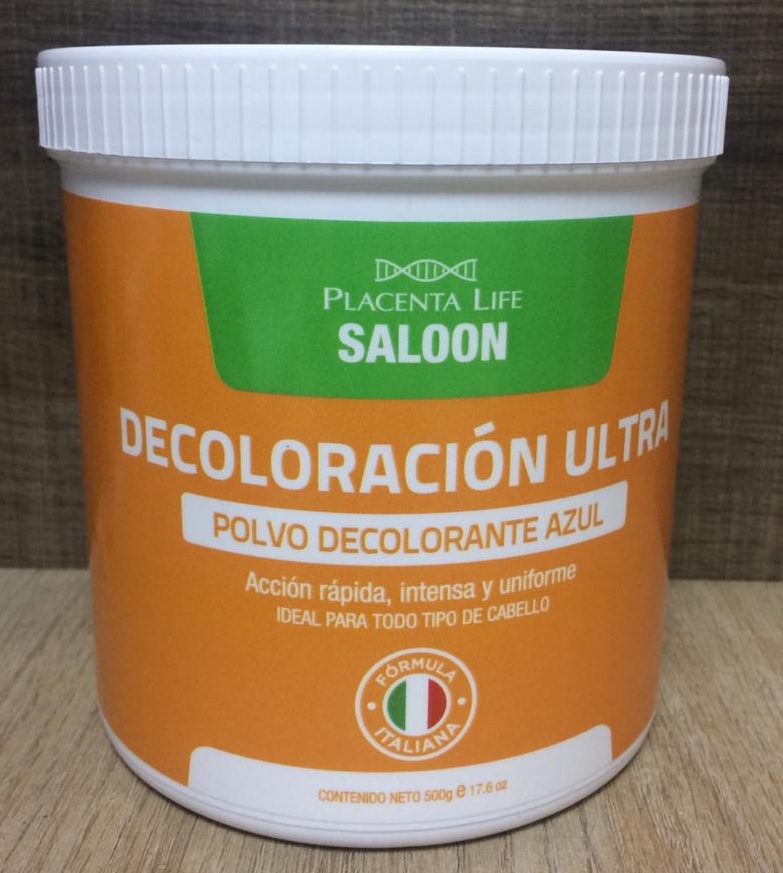 PLACENTA LIFE
SALOON
DECOLORACIÓN ULTRA
POLVO DECOLORANTE AZUL
Acción rápida, intensa y uniforme
IDEAL PARA TODO TIPO DE CABELLO
FÓRMULA
ITALIANA
CONTENIDO NETO 500g e 17.6 oz